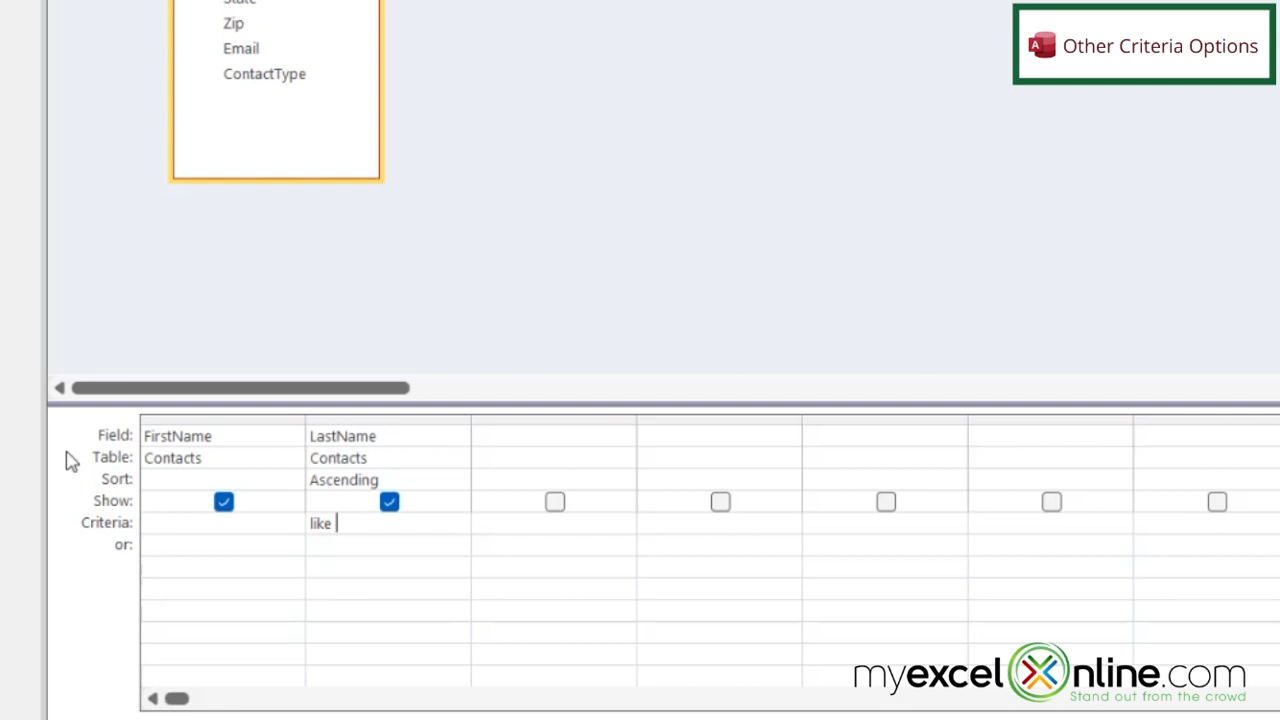 State
Zip
Email
ContactType
A Other Criteria Options
Field: FirstName LastName
Table: Contacts Contacts
Sort: Ascending
Show:
Criteria: like
or:
myexcelonline.com
Stand out from the crowd